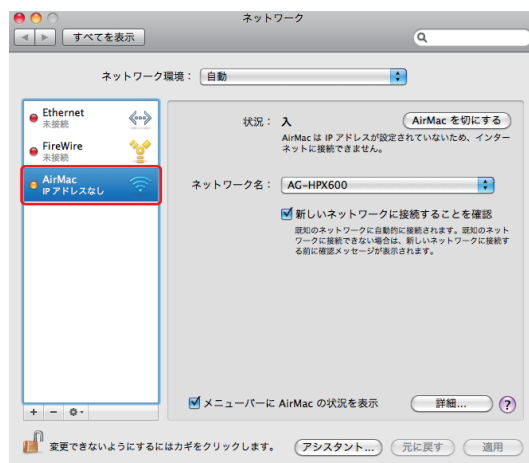 ネットワーク
すべてを表示
ネットワーク環境： 自動
Ethernet
未接続
FireWire
未接続
AirMac
IP アドレスなし
状況： 入
AirMac を切にする
AirMac は IP アドレスが設定されていないため、インター
ネットに接続できません。
ネットワーク名： AG-HPX600
新しいネットワークに接続することを確認
既知のネットワークに自動的に接続されます。既知のネット
ワークに接続できない場合は、新しいネットワークに接続す
る前に確認メッセージが表示されます。
メニューバーに AirMac の状況を表示
詳細... ?
変更できないようにするにはカギをクリックします。
アシスタント... 元に戻す 適用